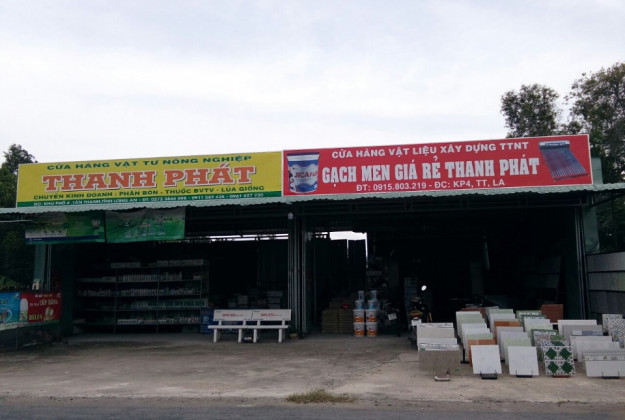 CỬA HÀNG VẬT TƯ NÔNG NGHIỆP
THANH PHÁT
CHUYÊN KINH DOANH : PHÂN BÓN - THUỐC BVTV - LÚA GIỐNG
CỬA HÀNG VẬT LIỆU XÂY DỰNG TTNT
GẠCH MEN GIÁ RẺ THANH PHÁT
ĐT: 0915.803.219 - ĐC: KP4, TT, LA